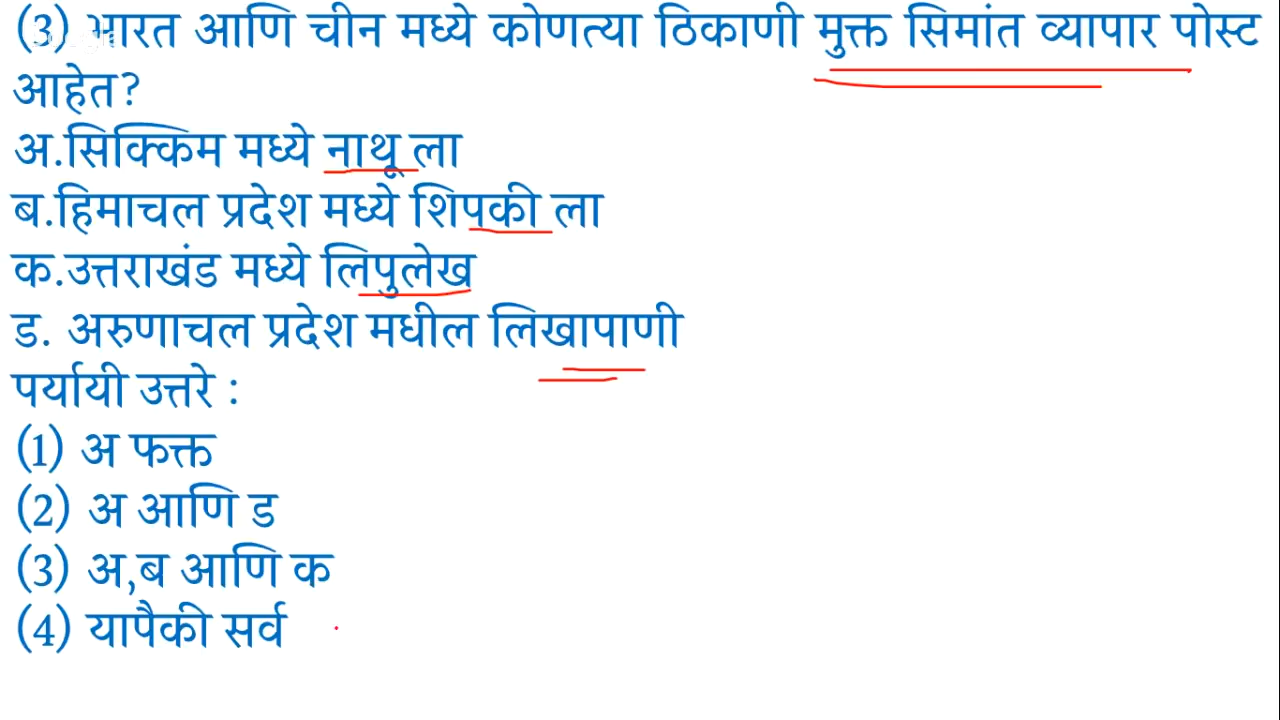 (3) भारत आणि चीन मध्ये कोणत्या ठिकाणी मुक्त सिमांत व्यापार पोस्ट
आहेत?
अ.सिक्किम मध्ये नाथू ला
ब.हिमाचल प्रदेश मध्ये शिपकी ला
क.उत्तराखंड मध्ये लिपुलेख
ड. अरुणाचल प्रदेश मधील लिखापाणी
पर्यायी उत्तरे :
(1) अ फक्त
(2) अ आणि ड
(3) अ,ब आणि क
(4) यापैकी सर्व